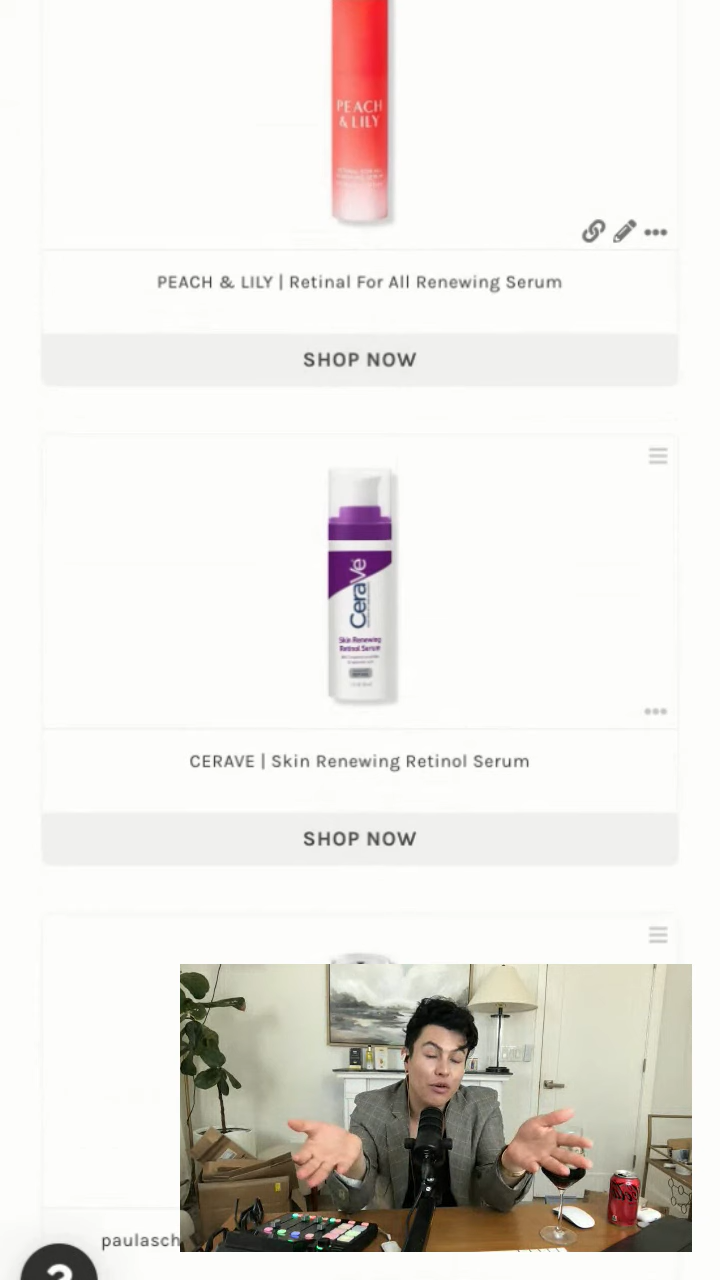 PEACH
& LILY
PEACH & LILY | Retinal For All Renewing Serum
SHOP NOW
CeraVe
Skin Renewing
Retinol Serum
CERAVE | Skin Renewing Retinol Serum
SHOP NOW
paulasch
?